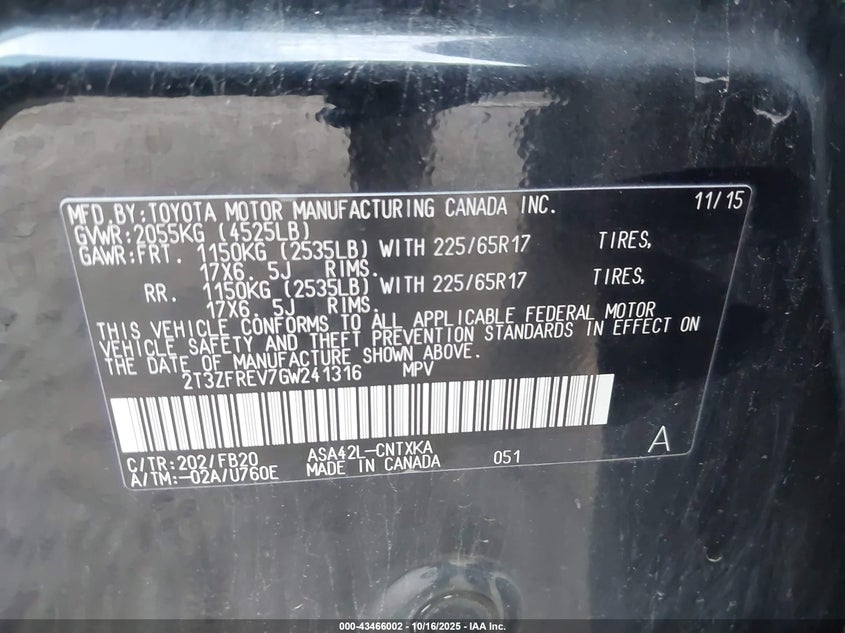 MFD.BY:TOYOTA MOTOR MANUFACTURING CANADA INC. 11/15
GVWR:2055KG (4525LB)
GAWR:FRT. 1150KG (2535LB) WITH 225/65R17 TIRES,
17X6. 5J RIMS.
RR. 1150KG (2535LB) WITH 225/65R17 TIRES,
17X6. 5J RIMS.
THIS VEHICLE CONFORMS TO ALL APPLICABLE FEDERAL MOTOR
VEHICLE SAFETY AND THEFT PREVENTION STANDARDS IN EFFECT ON
THE DATE OF MANUFACTURE SHOWN ABOVE.
2T3ZFREV7GW241316 MPV
C/TR:202/FB20 ASA42L-CNTXKA 051 A
A/TM:-02A/U760E MADE IN CANADA
000-43466002 - 10/16/2025 - IAA Inc.